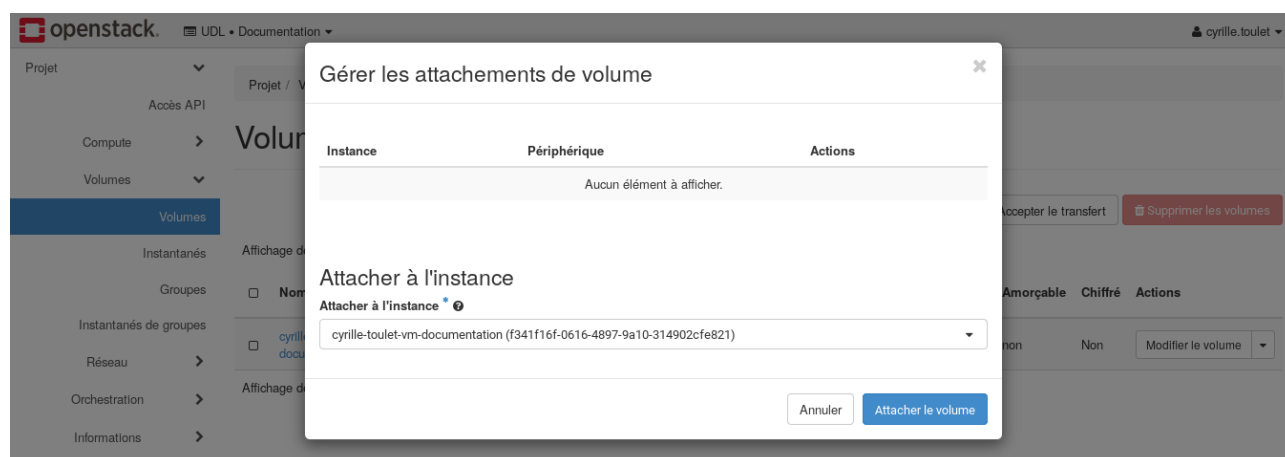 openstack. UDL • Documentation cyrille.toulet
Projet
Accès API
Compute
Volumes
Volumes
Instantanés
Groupes
Instantanés de groupes
Réseau
Orchestration
Informations
Projet /
Affichage
Affichage
Gérer les attachements de volume
Instance Périphérique Actions
Aucun élément à afficher.
Attacher à l'instance
Attacher à l'instance *
cyrille-toulet-vm-documentation (f341f16f-0616-4897-9a10-314902cfe821)
Annuler Attacher le volume
Accepter le transfert Supprimer les volumes
Amorçable Chiffré Actions
non Non Modifier le volume